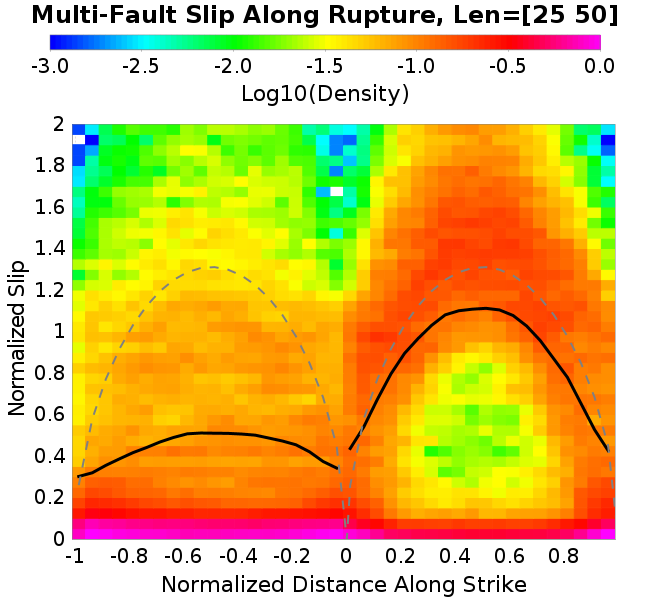 Multi-Fault Slip Along Rupture, Len=[25 50]
-3.0 -2.5 -2.0 -1.5 -1.0 -0.5 0.0
Log10(Density)
2
1.8
1.6
1.4
1.2
1
0.8
0.6
0.4
0.2
0
Normalized Slip
-1 -0.8 -0.6 -0.4 -0.2 0 0.2 0.4 0.6 0.8
Normalized Distance Along Strike